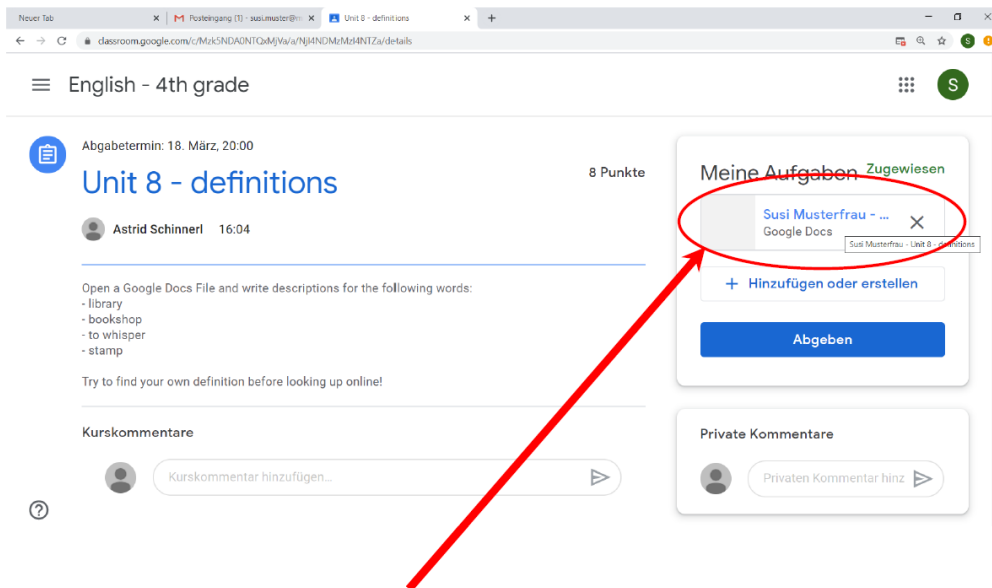 Neuer Tab
Posteingang (1) - susi.muster@m
Unit 8 - definitions
classroom.google.com/c/Mzk5NDA0NTQxMjVa/a/NjI4NDMzMzI4NTZa/details
S
English - 4th grade
S
Abgabetermin: 18. März, 20:00
Unit 8 - definitions
8 Punkte
Astrid Schinnerl 16:04
Open a Google Docs File and write descriptions for the following words:
- library
- bookshop
- to whisper
- stamp
Try to find your own definition before looking up online!
Kurskommentare
Kurskommentar hinzufügen...
Meine Aufgaben Zugewiesen
Susi Musterfrau - ...
Google Docs
Susi Musterfrau - Unit 8 - definitions
+ Hinzufügen oder erstellen
Abgeben
Private Kommentare
Privaten Kommentar hinz